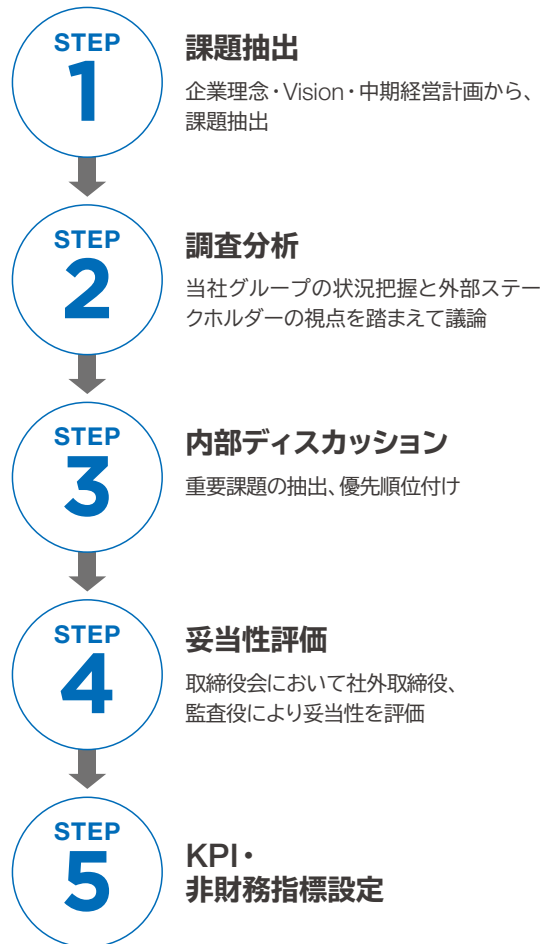 STEP
1
課題抽出
企業理念・Vision・中期経営計画から、
課題抽出
STEP
2
調査分析
当社グループの状況把握と外部ステー
クホルダーの視点を踏まえて議論
STEP
3
内部ディスカッション
重要課題の抽出、優先順位付け
STEP
4
妥当性評価
取締役会において社外取締役、
監査役により妥当性を評価
STEP
5
KPI・
非財務指標設定